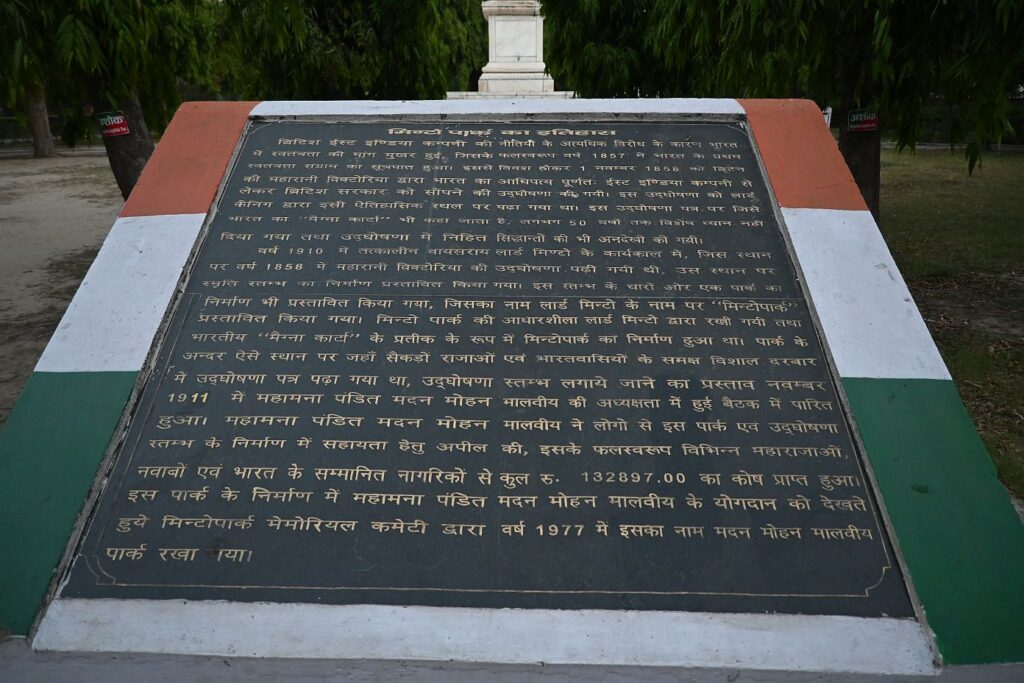 मिन्टो पार्क का इतिहास
ब्रिटिश ईस्ट इण्डिया कम्पनी की नीतियों के अत्यधिक विरोध के कारण भारत
में स्वतंत्रता की मांग मुखर हुई, जिसके फलस्वरूप वर्ष, 1857 में भारत के प्रथम
स्वतंत्रता संग्राम का सूत्रपात हुआ। इससे विवश होकर 1 नवम्बर 1858 को ब्रिटेन
की महारानी विक्टोरिया द्वारा भारत का आधिपत्य पूर्णतः ईस्ट इण्डिया कम्पनी से
लेकर ब्रिटिश सरकार को सौपने की उद्घोषणा की गयी। इस उद्घोषणा को लार्ड
कैनिंग द्वारा इसी ऐतिहासिक स्थल पर पढ़ा गया था। इस उद्घोषणा पत्र पर जिसे
भारत का "मैग्ना कार्टा" भी कहा जाता है, लगभग 50 वर्षो तक विशेष ध्यान नहीं
दिया गया तथा उद्घोषणा में निहित सिद्धान्तों की भी अनदेखी की गयी।
वर्ष 1910 में तत्कालीन वायसराय लार्ड मिण्टो के कार्यकाल में, जिस स्थान
पर वर्ष 1858 में महारानी विक्टोरिया की उद्घोषणा पढ़ी गयी थी, उस स्थान पर
स्मृति स्तम्भ का निर्माण प्रस्तावित किया गया। इस स्तम्भ के चारो ओर एक पार्क का
निर्माण भी प्रस्तावित किया गया, जिसका नाम लार्ड मिन्टो के नाम पर "मिन्टोपार्क"
प्रस्तावित किया गया। मिन्टो पार्क की आधारशीला लार्ड मिन्टो द्वारा रखी गयी तथा
भारतीय "मैग्ना कार्टा" के प्रतीक के रूप में मिन्टोपार्क का निर्माण हुआ था। पार्क के
अन्दर ऐसे स्थान पर जहाँ सैकड़ो राजाओं एवं भारतवासियों के समक्ष विशाल दरबार
में उद्घोषणा पत्र पढ़ा गया था, उद्घोषणा स्तम्भ लगाये जाने का प्रस्ताव नवम्बर
1911 में महामना पंडित मदन मोहन मालवीय की अध्यक्षता में हुई बैठक में पारित
हुआ। महामना पंडित मदन मोहन मालवीय ने लोगो से इस पार्क एव उद्घोषणा
स्तम्भ के निर्माण में सहायता हेतु अपील की, इसके फलस्वरूप विभिन्न महाराजाओं,
नवाबों एवं भारत के सम्मानित नागरिकों से कुल रु. 132897.00 का कोष प्राप्त हुआ।
इस पार्क के निर्माण में महामना पंडित मदन मोहन मालवीय के योगदान को देखते
हुये मिन्टोपार्क मेमोरियल कमेटी द्वारा वर्ष 1977 में इसका नाम मदन मोहन मालवीय
पार्क रखा गया।
अशोक
अशोक